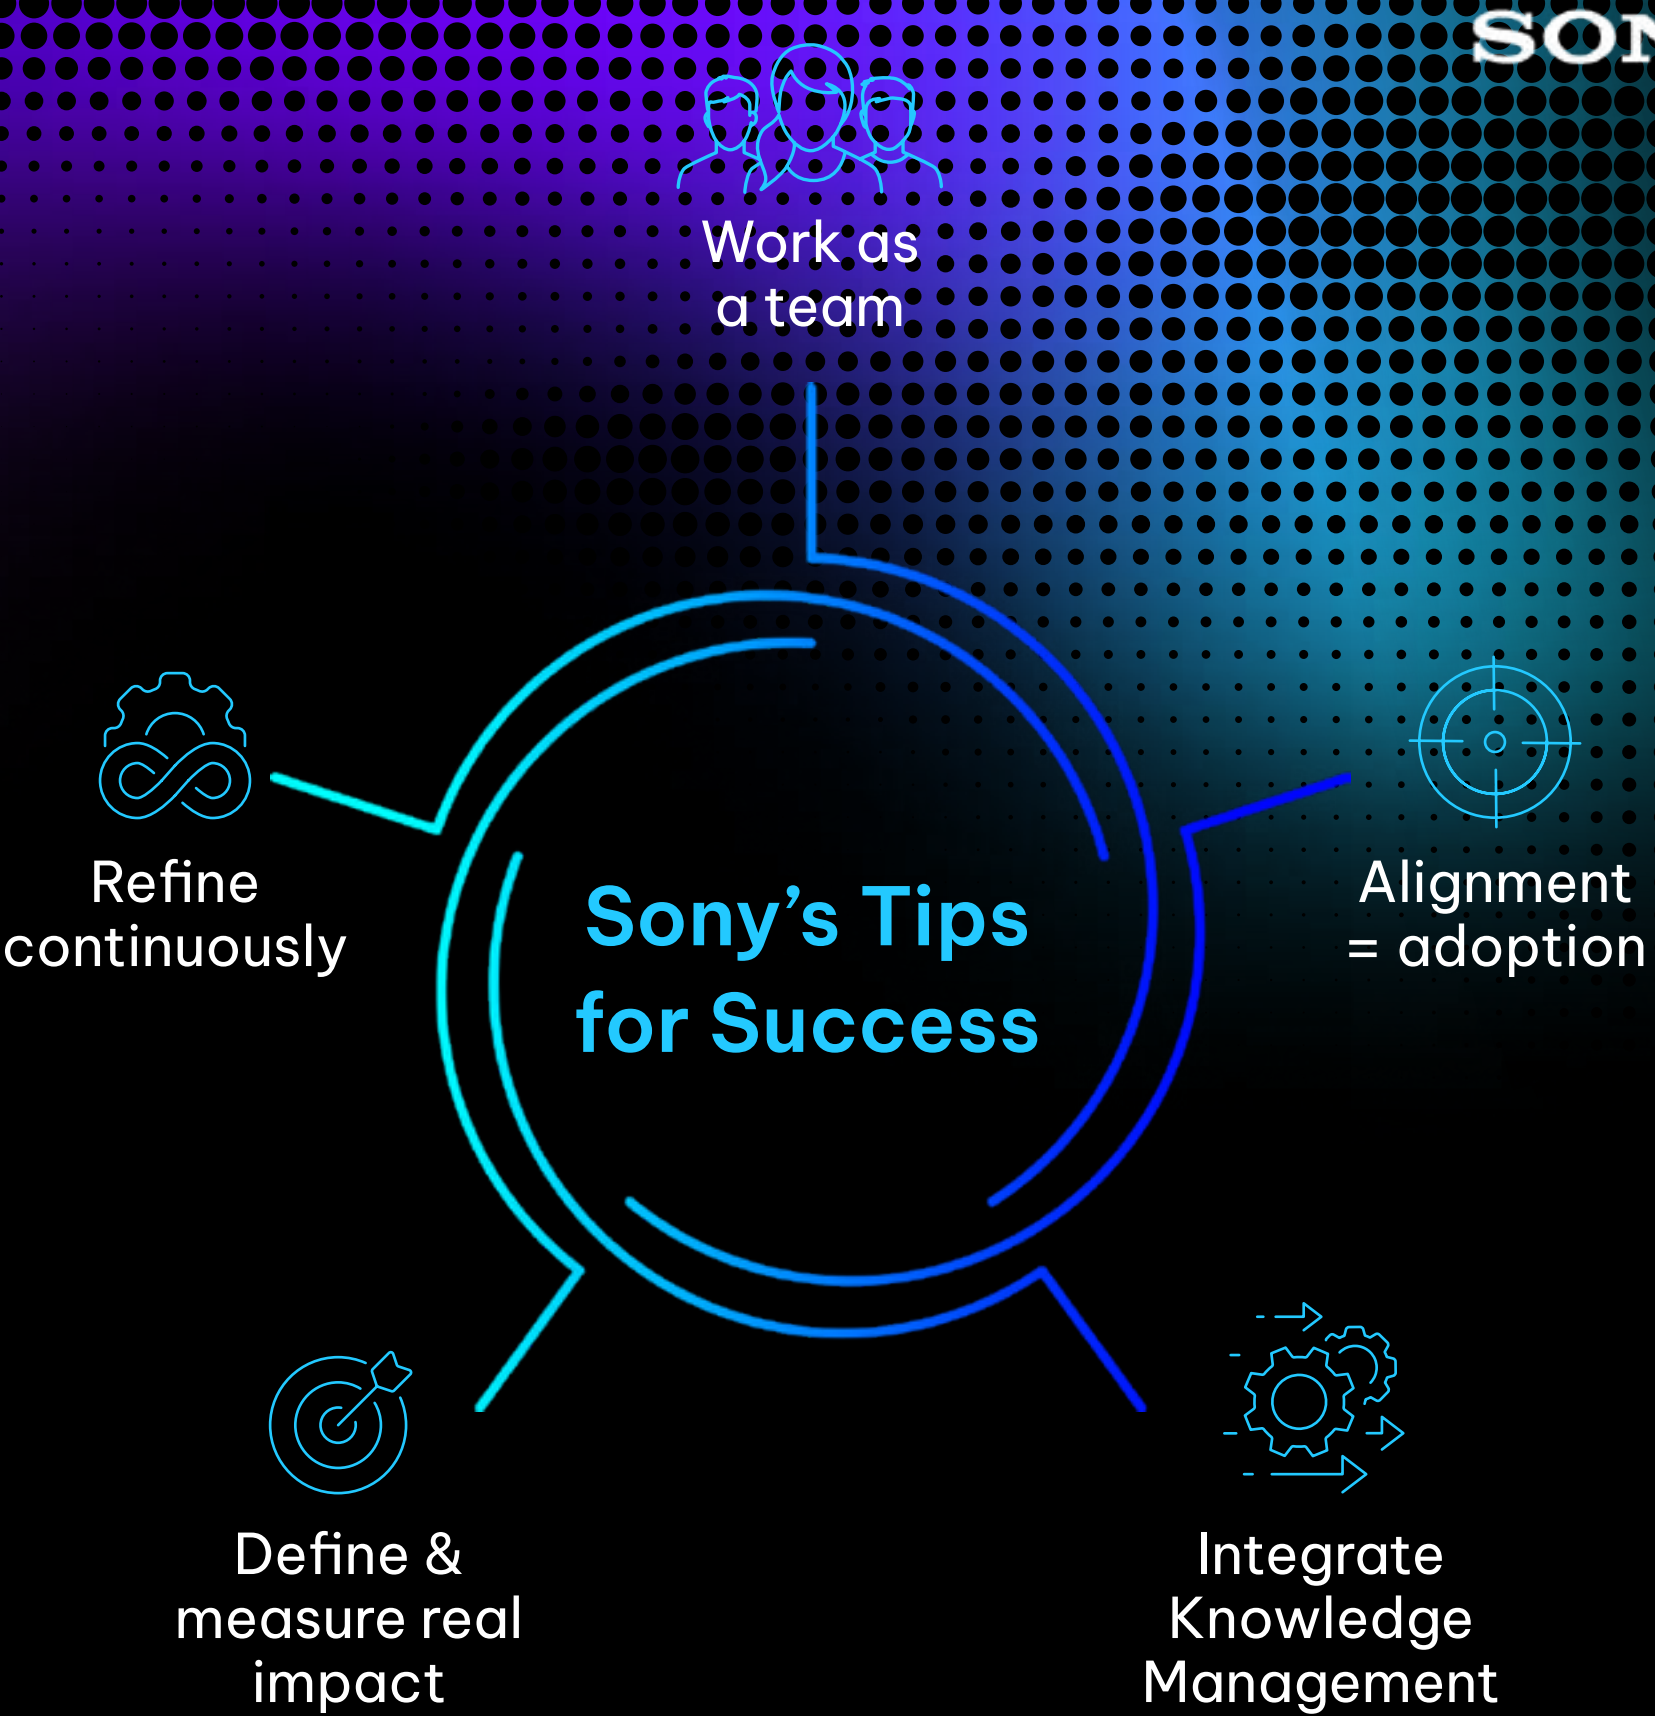 SON
Work as
a team
Refine
continuously
Alignment
= adoption
Sony’s Tips
for Success
Define &
measure real
impact
Integrate
Knowledge
Management